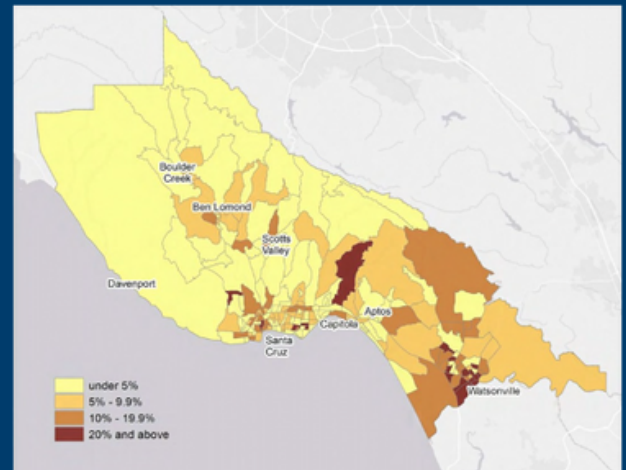 Boulder
Creek
Ben Lomond
Scotts
Valley
Davenport
Aptos
Capitola
Santa
Cruz
Watsonville
under 5%
5% - 9.9%
10% - 19.9%
20% and above